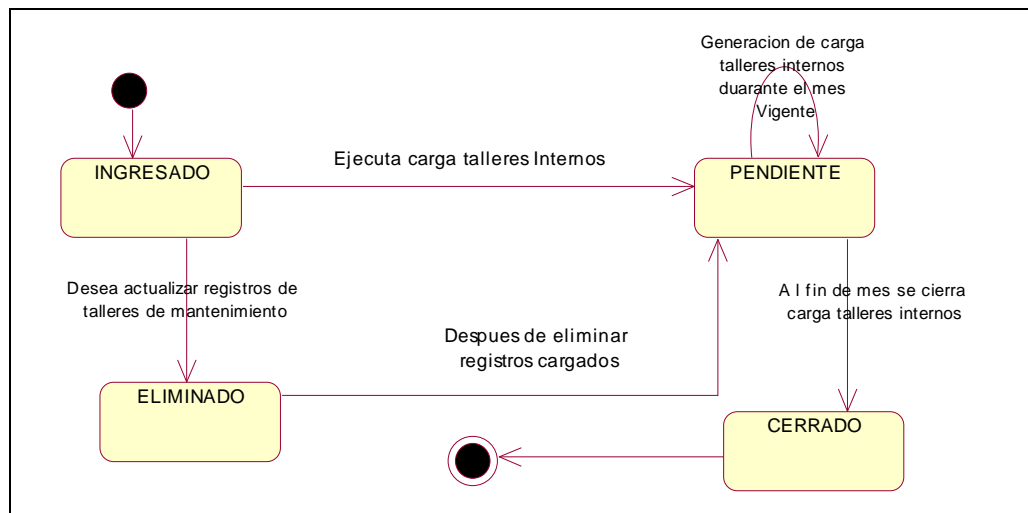 Generacion de carga
talleres internos
duarante el mes
Vigente
Ejecuta carga talleres Internos
INGRESADO
PENDIENTE
Desea actualizar registros de
talleres de mantenimiento
A l fin de mes se cierra
carga talleres internos
Despues de eliminar
registros cargados
ELIMINADO
CERRADO